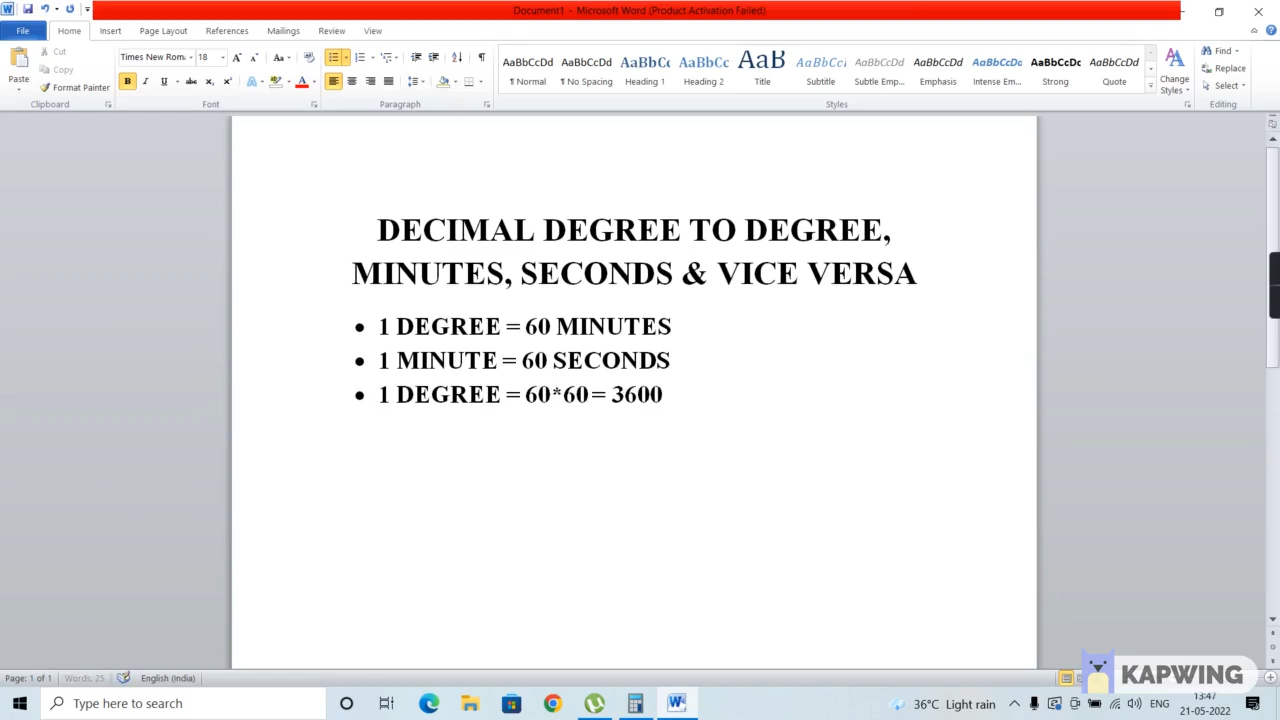 Document1 - Microsoft Word (Product Activation Failed)
File Home Insert Page Layout References Mailings Review View
Cut
Copy
Format Painter
Paste
Clipboard
Times New Rom 18
Font
Paragraph
AaBbCcDd AaBbCcDd AaBbCc AaBbCc AaB AaBbCcl AaBbCcDd AaBbCcDd AaBbCcDd AaBbCcDc AaBbCcDd
¶ Normal ¶ No Spacing Heading 1 Heading 2 Title Subtitle Subtle Emp... Emphasis Intense Em... Strong Quote
Styles
Change
Styles
Find
Replace
Select
Editing
DECIMAL DEGREE TO DEGREE,
MINUTES, SECONDS & VICE VERSA
• 1 DEGREE = 60 MINUTES
• 1 MINUTE = 60 SECONDS
• 1 DEGREE = 60*60 = 3600
Page: 1 of 1 Words: 25 English (India)
KAPWING
Type here to search
36°C Light rain
ENG
13:47
21-05-2022